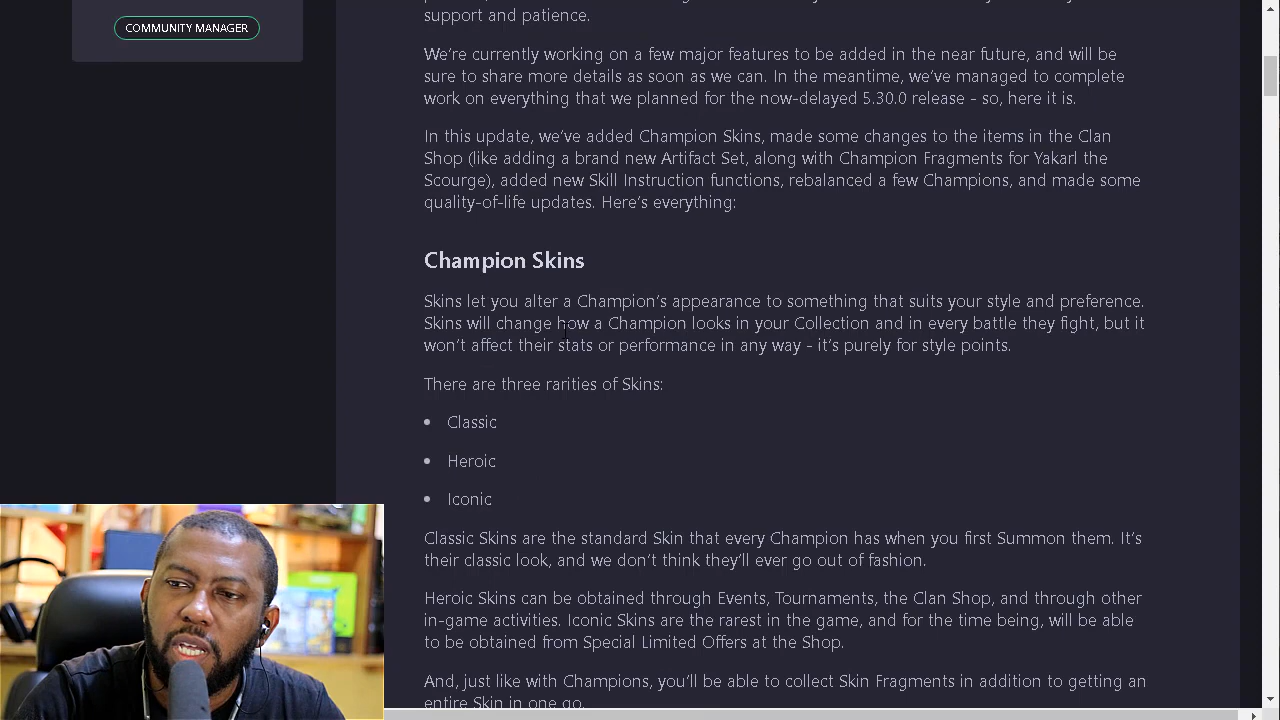 COMMUNITY MANAGER
support and patience.
We're currently working on a few major features to be added in the near future, and will be
sure to share more details as soon as we can. In the meantime, we've managed to complete
work on everything that we planned for the now-delayed 5.30.0 release - so, here it is.
In this update, we've added Champion Skins, made some changes to the items in the Clan
Shop (like adding a brand new Artifact Set, along with Champion Fragments for Yakarl the
Scourge), added new Skill Instruction functions, rebalanced a few Champions, and made some
quality-of-life updates. Here's everything:
Champion Skins
Skins let you alter a Champion's appearance to something that suits your style and preference.
Skins will change how a Champion looks in your Collection and in every battle they fight, but it
won't affect their stats or performance in any way - it's purely for style points.
There are three rarities of Skins:
• Classic
• Heroic
• Iconic
Classic Skins are the standard Skin that every Champion has when you first Summon them. It's
their classic look, and we don't think they'll ever go out of fashion.
Heroic Skins can be obtained through Events, Tournaments, the Clan Shop, and through other
in-game activities. Iconic Skins are the rarest in the game, and for the time being, will be able
to be obtained from Special Limited Offers at the Shop.
And, just like with Champions, you'll be able to collect Skin Fragments in addition to getting an
entire Skin in one go.